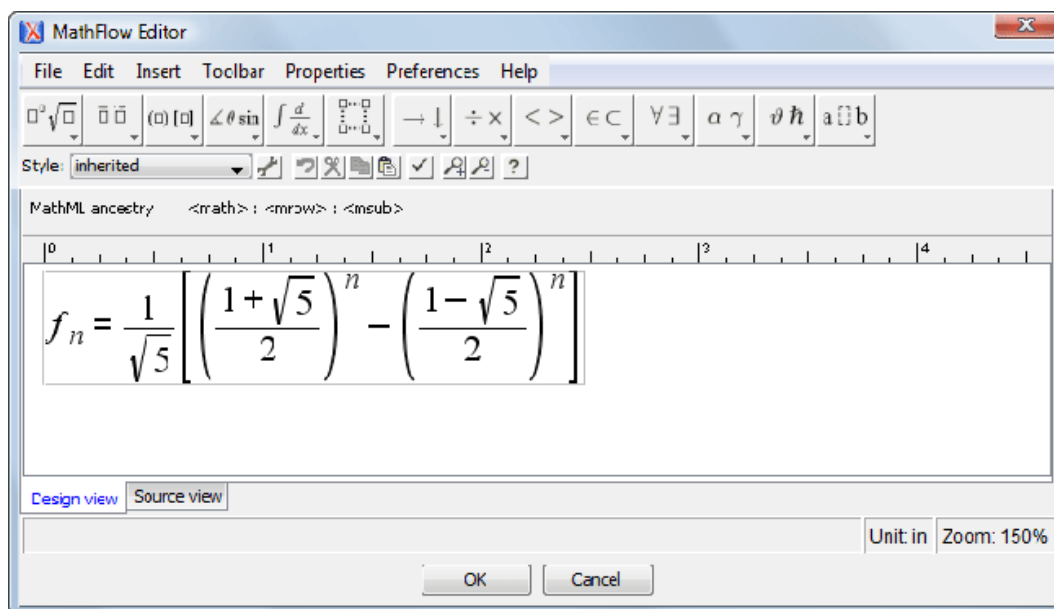 MathFlow Editor
File Edit Insert Toolbar Properties Preferences Help
□□√□ □̄ □̈ (□) [□] ∠θ sin ∫ d/dx → ↓ ÷ × < > ∈ ⊂ ∀ ∃ α γ ϑ ℏ a□b
Style: inherited ?
MathML ancestry <math> : <mrow> : <msub>
0 1 2 3 4
f_n = 1/√5 [ ( (1+√5)/2 )^n − ( (1−√5)/2 )^n ]
Design view Source view
Unit: in Zoom: 150%
OK Cancel